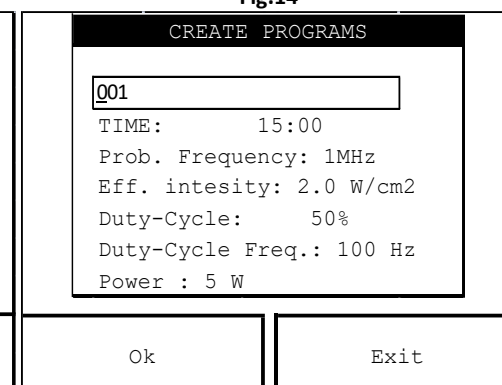 Fig.14
CREATE PROGRAMS
001
TIME: 15:00
Prob. Frequency: 1MHz
Eff. intesity: 2.0 W/cm2
Duty-Cycle: 50%
Duty-Cycle Freq.: 100 Hz
Power : 5 W
Ok Exit